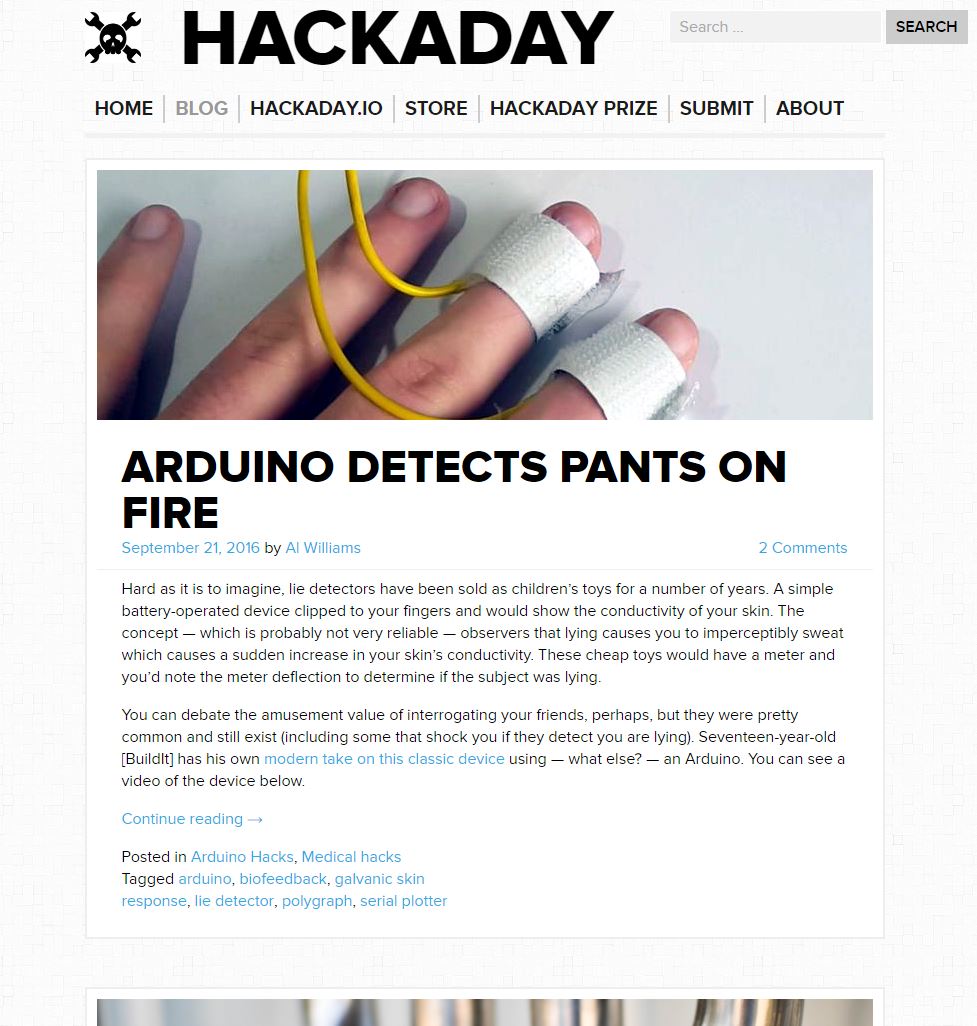 HACKADAY
Search ...
SEARCH
HOME
BLOG
HACKADAY.IO
STORE
HACKADAY PRIZE
SUBMIT
ABOUT
ARDUINO DETECTS PANTS ON
FIRE
September 21, 2016 by Al Williams
2 Comments
Hard as it is to imagine, lie detectors have been sold as children's toys for a number of years. A simple
battery-operated device clipped to your fingers and would show the conductivity of your skin. The
concept — which is probably not very reliable — observers that lying causes you to imperceptibly sweat
which causes a sudden increase in your skin's conductivity. These cheap toys would have a meter and
you'd note the meter deflection to determine if the subject was lying.
You can debate the amusement value of interrogating your friends, perhaps, but they were pretty
common and still exist (including some that shock you if they detect you are lying). Seventeen-year-old
[BuildIt] has his own modern take on this classic device using — what else? — an Arduino. You can see a
video of the device below.
Continue reading →
Posted in Arduino Hacks, Medical hacks
Tagged arduino, biofeedback, galvanic skin
response, lie detector, polygraph, serial plotter